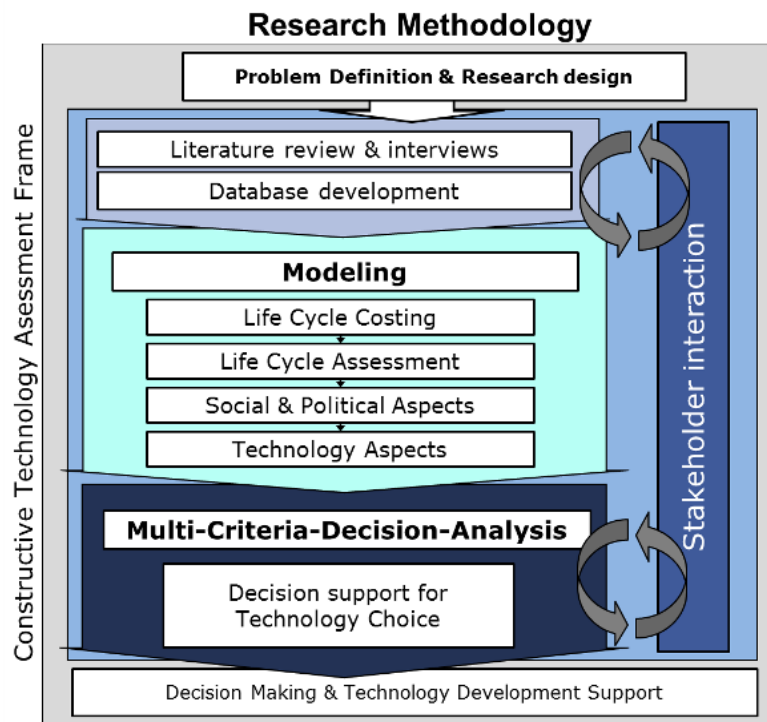 Research Methodology
Problem Definition & Research design
Literature review & interviews
Database development
Modeling
Life Cycle Costing
Life Cycle Assessment
Social & Political Aspects
Technology Aspects
Multi-Criteria-Decision-Analysis
Decision support for
Technology Choice
Decision Making & Technology Development Support
Constructive Technology Asessment Frame
Stakeholder interaction